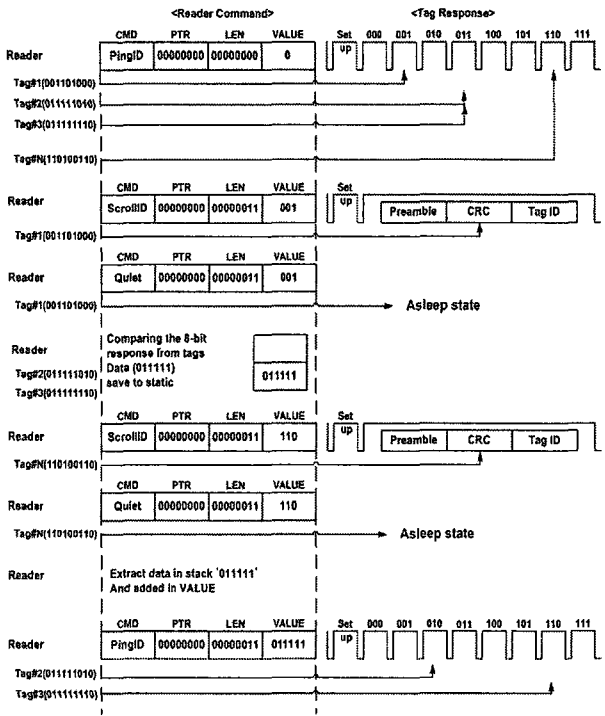 <Reader Command> <Tag Response>
CMD PTR LEN VALUE Set up 000 001 010 011 100 101 110 111
Reader PingID 00000000 00000000 0
Tag#1(001101000)
Tag#2(011111010)
Tag#3(011111110)
Tag#N(110100110)
CMD PTR LEN VALUE Set up
Reader ScrollID 00000000 00000011 001 Preamble CRC Tag ID
Tag#1(001101000)
CMD PTR LEN VALUE
Reader Quiet 00000000 00000011 001
Tag#1(001101000) Asleep state
Comparing the 8-bit
Reader response from tags
Tag#2(011111010) Data (011111) 011111
Tag#3(011111110) save to static
CMD PTR LEN VALUE Set up
Reader ScrollID 00000000 00000011 110 Preamble CRC Tag ID
Tag#N(110100110)
CMD PTR LEN VALUE
Reader Quiet 00000000 00000011 110
Tag#N(110100110) Asleep state
Reader Extract data in stack '011111'
And added in VALUE
CMD PTR LEN VALUE Set up 000 001 010 011 100 101 110 111
Reader PingID 00000000 00000011 011111
Tag#2(011111010)
Tag#3(011111110)